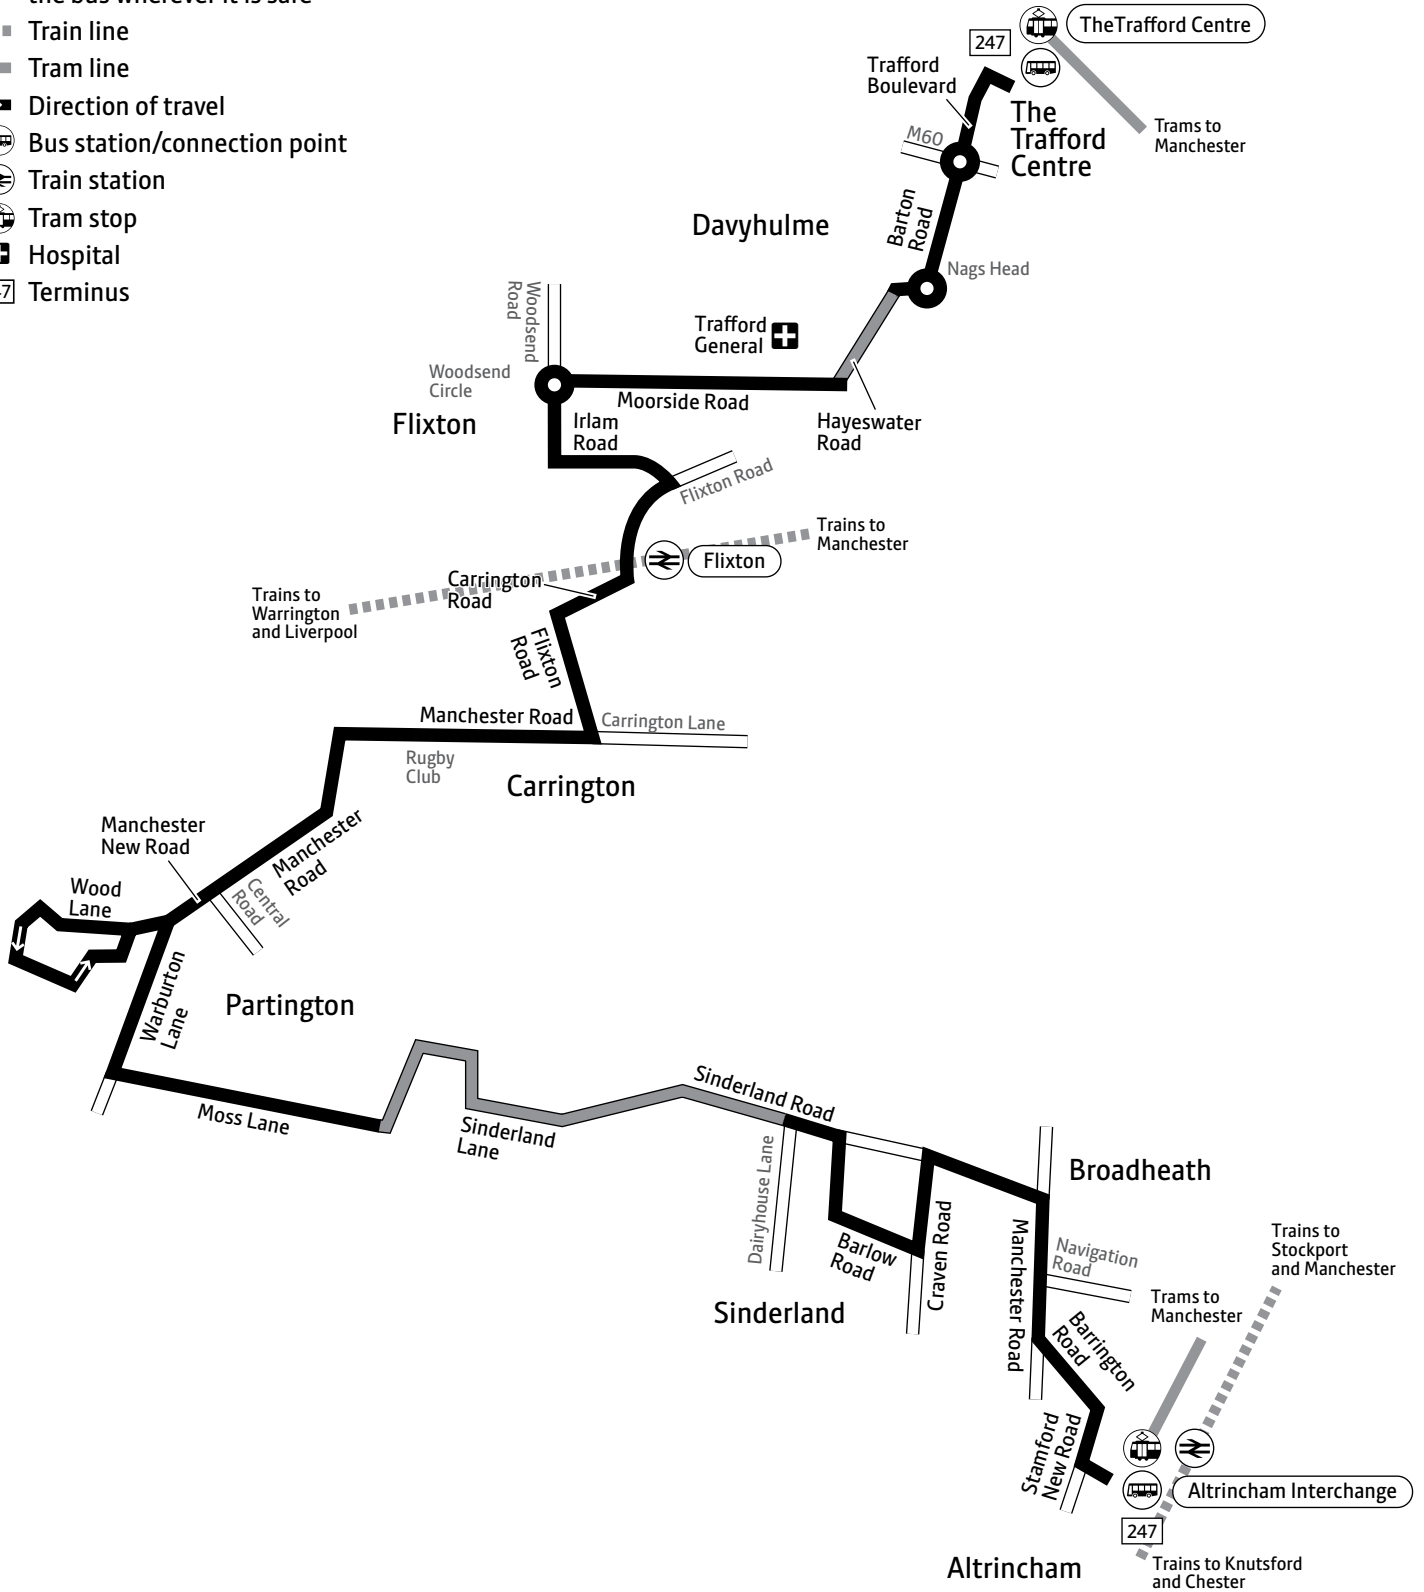 the bus wherever it is safe
Train line
Tram line
Direction of travel
Bus station/connection point
Train station
Tram stop
Hospital
Terminus
247
TheTrafford Centre
Trafford
Boulevard
The
Trafford
Centre
Trams to
Manchester
M60
Davyhulme
Barton
Road
Nags Head
Woodsend
Road
Trafford
General
Woodsend
Circle
Moorside Road
Flixton
Irlam
Road
Hayeswater
Road
Flixton Road
Trains to
Manchester
Flixton
Carrington
Road
Trains to
Warrington
and Liverpool
Flixton
Road
Manchester Road
Carrington Lane
Rugby
Club
Carrington
Manchester
New Road
Manchester
Road
Central
Road
Wood
Lane
Warburton
Lane
Partington
Moss Lane
Sinderland
Lane
Sinderland Road
Dairyhouse Lane
Barlow
Road
Craven Road
Sinderland
Broadheath
Manchester Road
Navigation
Road
Trains to
Stockport
and Manchester
Trams to
Manchester
Barrington
Road
Stamford
New Road
Altrincham Interchange
247
Altrincham
Trains to Knutsford
and Chester